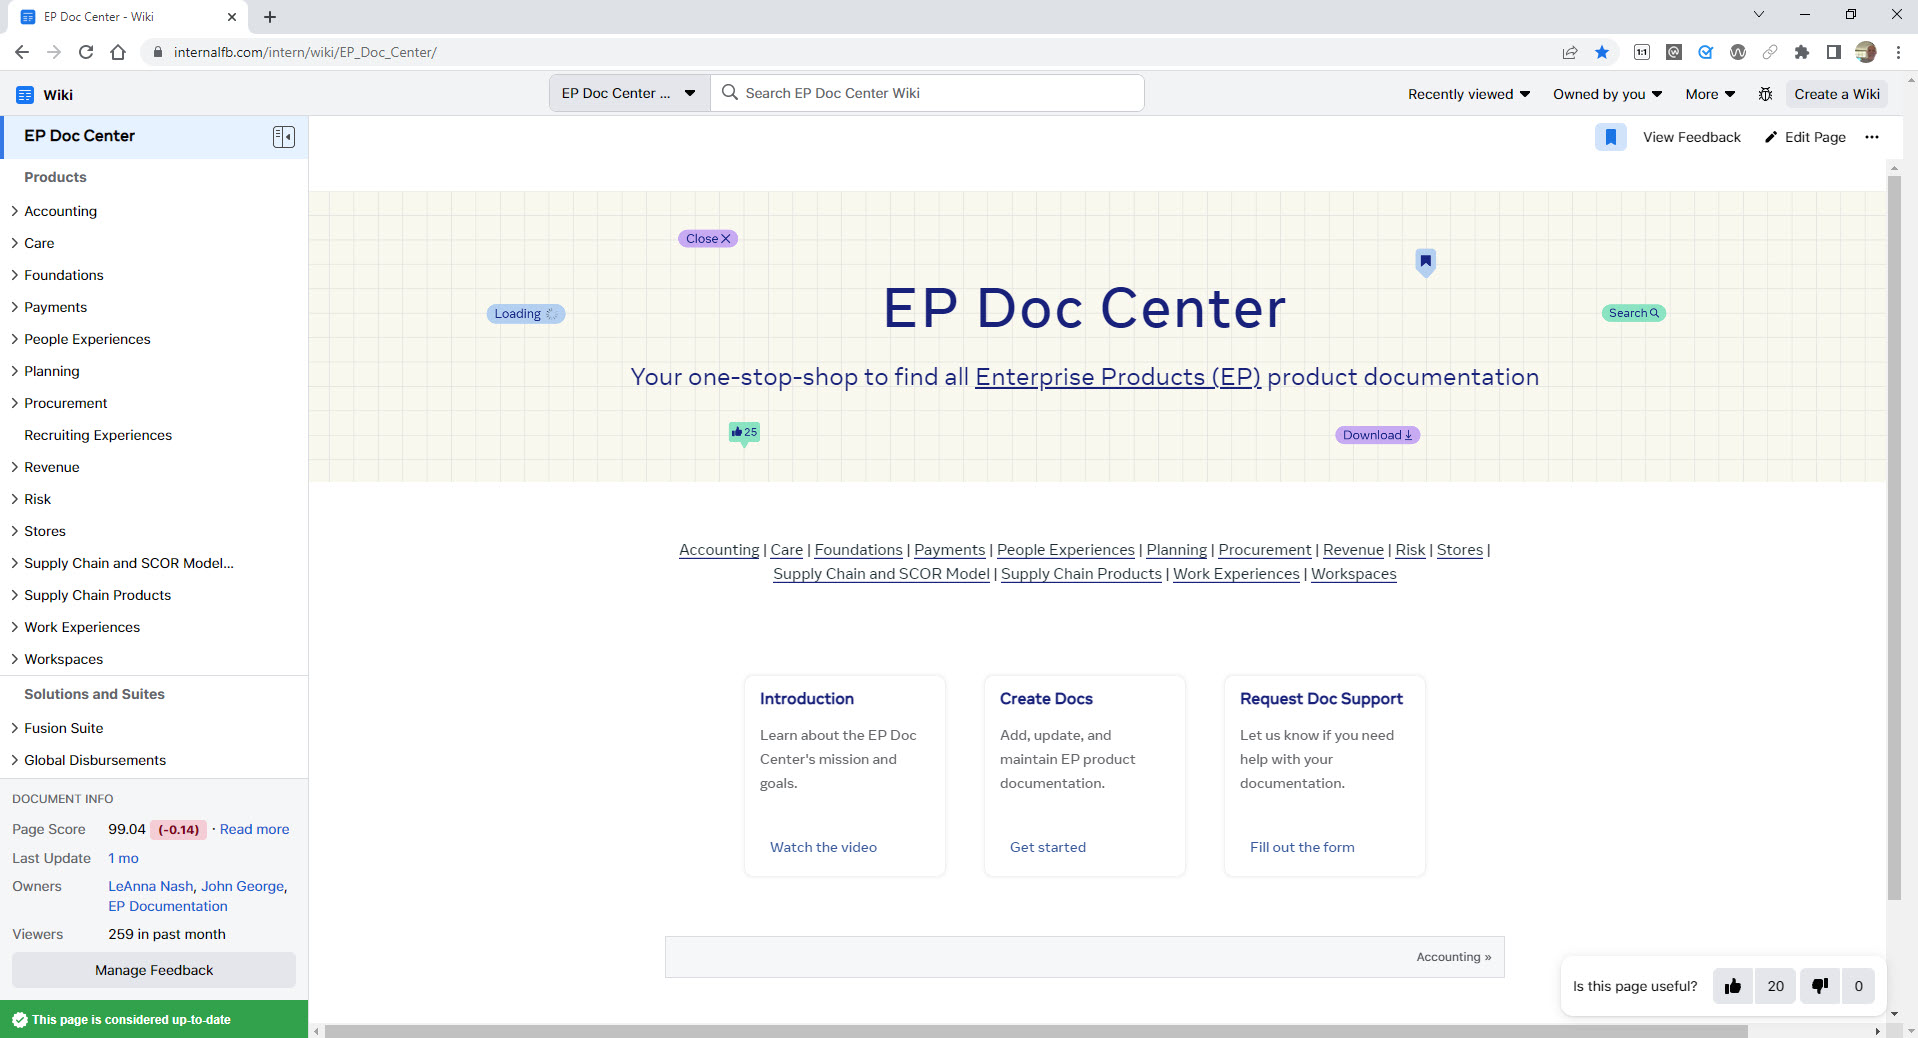 EP Doc Center - Wiki
internalfb.com/intern/wiki/EP_Doc_Center/
1:1
Wiki
EP Doc Center ...
Search EP Doc Center Wiki
Recently viewed
Owned by you
More
Create a Wiki
EP Doc Center
View Feedback
Edit Page
Products
Accounting
Care
Foundations
Payments
People Experiences
Planning
Procurement
Recruiting Experiences
Revenue
Risk
Stores
Supply Chain and SCOR Model...
Supply Chain Products
Work Experiences
Workspaces
Solutions and Suites
Fusion Suite
Global Disbursements
DOCUMENT INFO
Page Score 99.04 (-0.14) · Read more
Last Update 1 mo
Owners LeAnna Nash, John George,
EP Documentation
Viewers 259 in past month
Manage Feedback
This page is considered up-to-date
Close
Loading
EP Doc Center
Search
Your one-stop-shop to find all Enterprise Products (EP) product documentation
25
Download
Accounting | Care | Foundations | Payments | People Experiences | Planning | Procurement | Revenue | Risk | Stores |
Supply Chain and SCOR Model | Supply Chain Products | Work Experiences | Workspaces
Introduction
Learn about the EP Doc
Center's mission and
goals.
Watch the video
Create Docs
Add, update, and
maintain EP product
documentation.
Get started
Request Doc Support
Let us know if you need
help with your
documentation.
Fill out the form
Accounting »
Is this page useful?
20
0